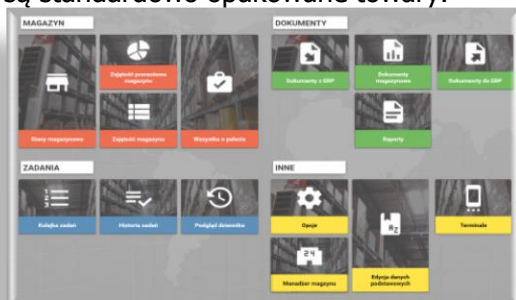 są standardowo opakowane towary.
MAGAZYN
Stany magazynowe
Zajętość procentowa
magazynu
Zajętość magazynu
Wszystko o palecie
DOKUMENTY
Dokumenty z ERP
Dokumenty
magazynowe
Dokumenty do ERP
Raporty
ZADANIA
Kolejka zadań
Historia zadań
Podgląd dziennika
INNE
Opcje
Menadżer magazynu
Edycja danych
podstawowych
Terminale